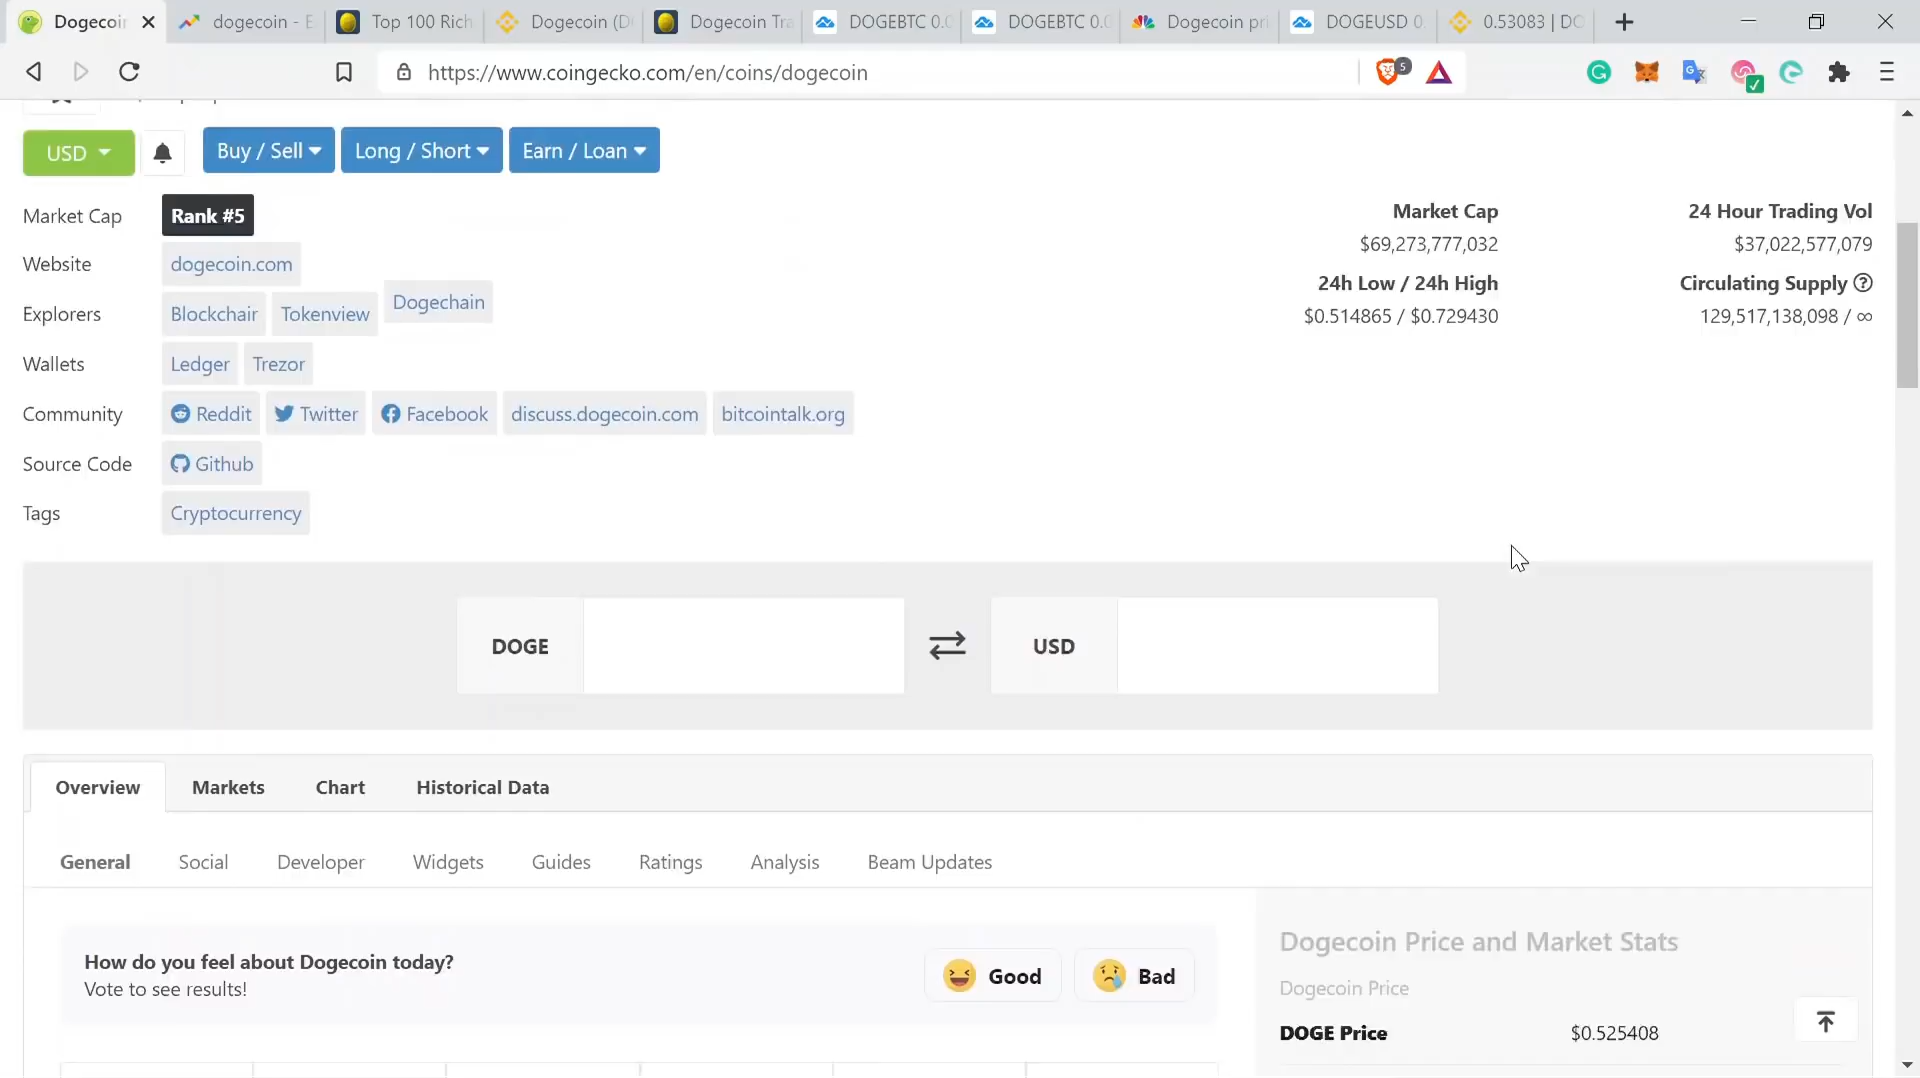 Dogecoin
dogecoin - E
Top 100 Rich
Dogecoin (D
Dogecoin Tra
DOGEBTC 0.0
DOGEBTC 0.0
Dogecoin pri
DOGEUSD 0.
0.53083 | DO
https://www.coingecko.com/en/coins/dogecoin
5
USD
Buy / Sell
Long / Short
Earn / Loan
Market Cap Rank #5
Website dogecoin.com
Explorers Blockchair Tokenview Dogechain
Wallets Ledger Trezor
Community Reddit Twitter Facebook discuss.dogecoin.com bitcointalk.org
Source Code Github
Tags Cryptocurrency
Market Cap
$69,273,777,032
24h Low / 24h High
$0.514865 / $0.729430
24 Hour Trading Vol
$37,022,577,079
Circulating Supply
129,517,138,098 / ∞
DOGE
USD
Overview Markets Chart Historical Data
General Social Developer Widgets Guides Ratings Analysis Beam Updates
How do you feel about Dogecoin today?
Vote to see results!
Good
Bad
Dogecoin Price and Market Stats
Dogecoin Price
DOGE Price $0.525408